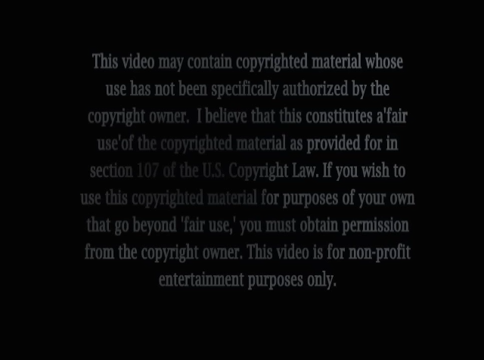 This video may contain copyrighted material whose
use has not been specifically authorized by the
copyright owner. I believe that this constitutes a'fair
use'of the copyrighted material as provided for in
section 107 of the U.S. Copyright Law. If you wish to
use this copyrighted material for purposes of your own
that go beyond 'fair use,' you must obtain permission
from the copyright owner. This video is for non-profit
entertainment purposes only.